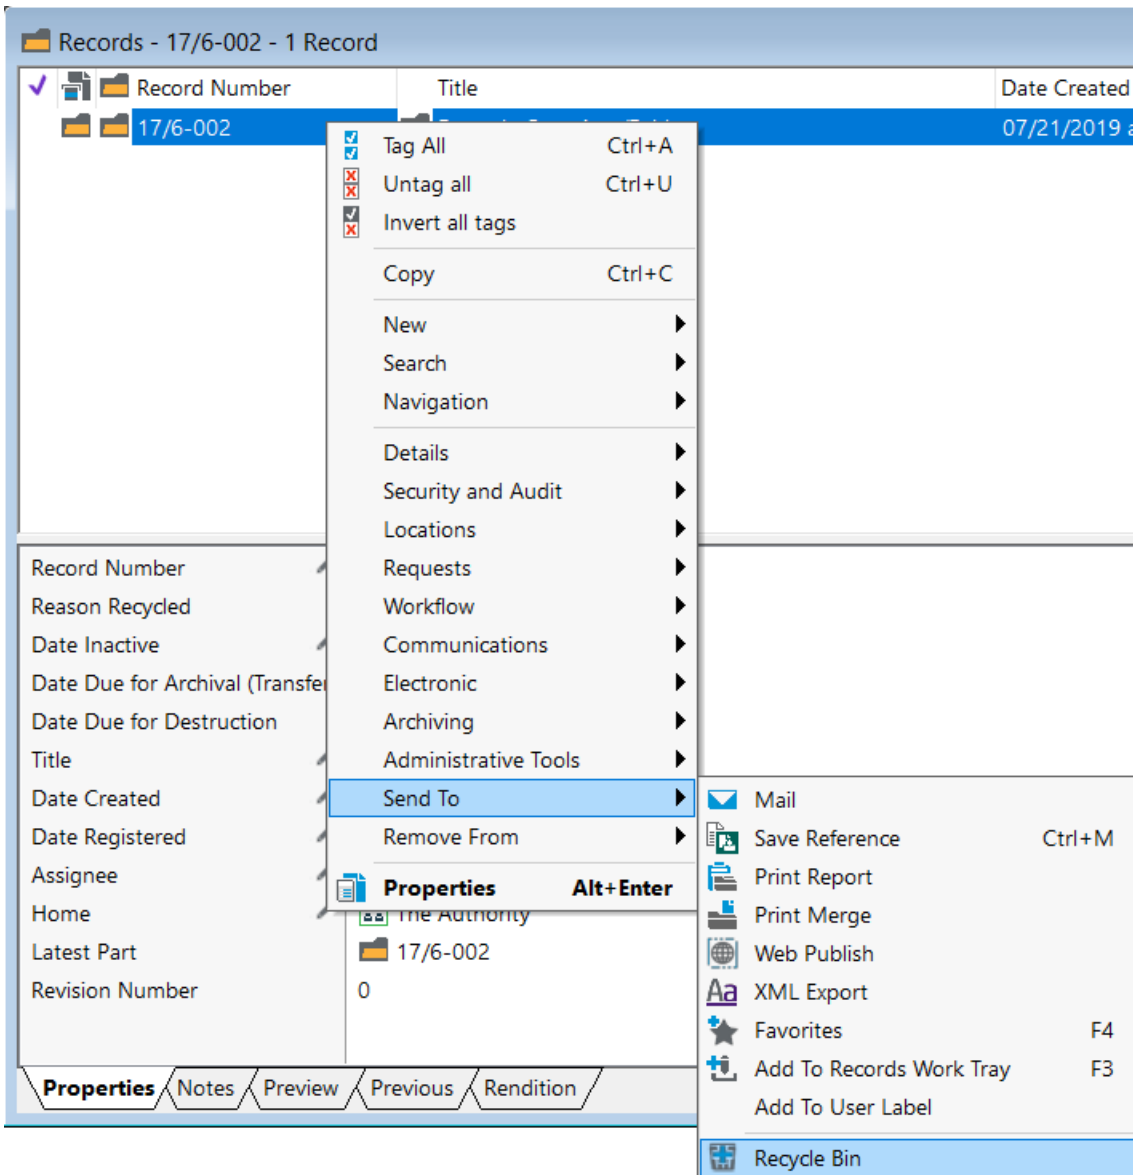 Records - 17/6-002 - 1 Record
Record Number Title Date Created
17/6-002 07/21/2019
Tag All Ctrl+A
Untag all Ctrl+U
Invert all tags
Copy Ctrl+C
New
Search
Navigation
Details
Security and Audit
Locations
Requests
Workflow
Communications
Electronic
Archiving
Administrative Tools
Send To
Remove From
Properties Alt+Enter
Mail
Save Reference Ctrl+M
Print Report
Print Merge
Web Publish
XML Export
Favorites F4
Add To Records Work Tray F3
Add To User Label
Recycle Bin
Record Number
Reason Recycled
Date Inactive
Date Due for Archival (Transfer
Date Due for Destruction
Title
Date Created
Date Registered
Assignee
Home The Authority
Latest Part 17/6-002
Revision Number 0
Properties Notes Preview Previous Rendition